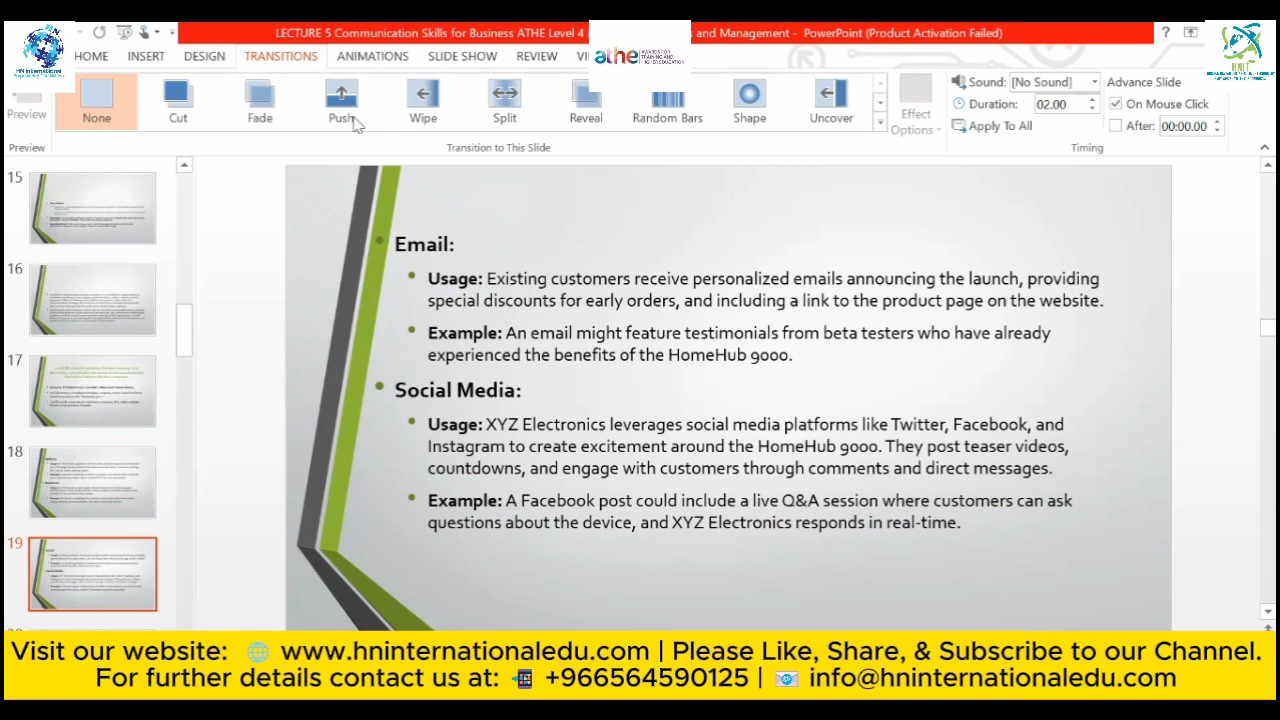 LECTURE 5 Communication Skills for Business ATHE Level 4
s and Management - PowerPoint (Product Activation Failed)
?
HN International
athe AWARDS FOR TRAINING AND HIGHER EDUCATION
HNIT
HOME INSERT DESIGN TRANSITIONS ANIMATIONS SLIDE SHOW REVIEW VI
Preview
None Cut Fade Push Wipe Split Reveal Random Bars Shape Uncover
Effect
Options
Sound: [No Sound] Advance Slide
Duration: 02.00 On Mouse Click
Apply To All After: 00:00.00
Preview Transition to This Slide Timing
15
16
17
18
19
Email:
Usage: Existing customers receive personalized emails announcing the launch, providing
special discounts for early orders, and including a link to the product page on the website.
Example: An email might feature testimonials from beta testers who have already
experienced the benefits of the HomeHub 9000.
Social Media:
Usage: XYZ Electronics leverages social media platforms like Twitter, Facebook, and
Instagram to create excitement around the HomeHub 9000. They post teaser videos,
countdowns, and engage with customers through comments and direct messages.
Example: A Facebook post could include a live Q&A session where customers can ask
questions about the device, and XYZ Electronics responds in real-time.
Visit our website: www.hninternationaledu.com | Please Like, Share, & Subscribe to our Channel.
For further details contact us at: +966564590125 | info@hninternationaledu.com